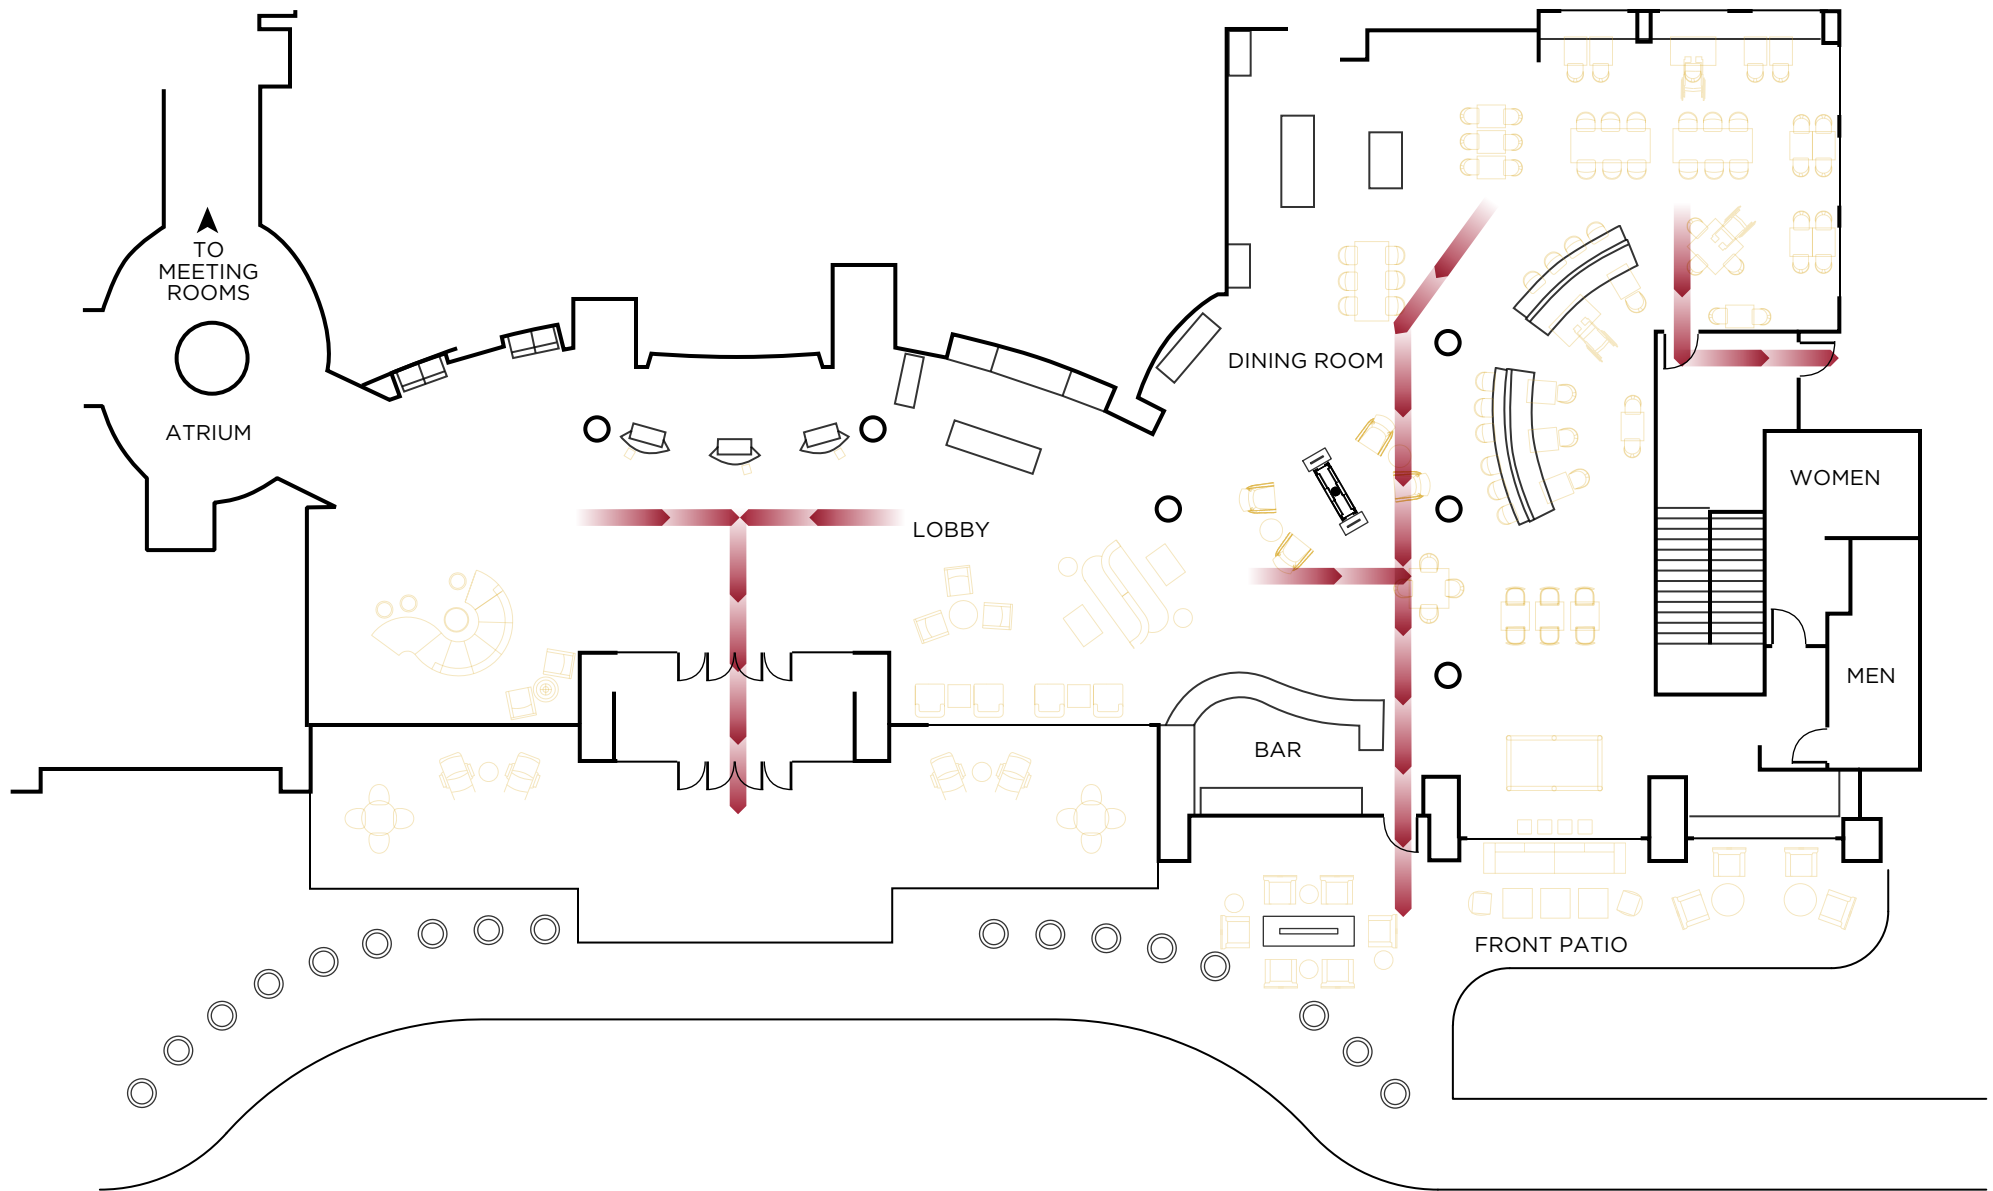 TO
MEETING
ROOMS
ATRIUM
LOBBY
DINING ROOM
WOMEN
MEN
BAR
FRONT PATIO